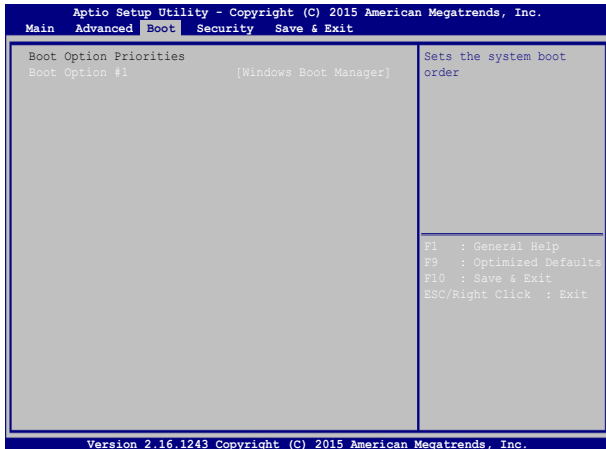 Aptio Setup Utility - Copyright (C) 2015 American Megatrends, Inc.
Main Advanced Boot Security Save & Exit
Boot Option Priorities
Boot Option #1 [Windows Boot Manager]
Sets the system boot
order
F1 : General Help
F9 : Optimized Defaults
F10 : Save & Exit
ESC/Right Click : Exit
Version 2.16.1243 Copyright (C) 2015 American Megatrends, Inc.